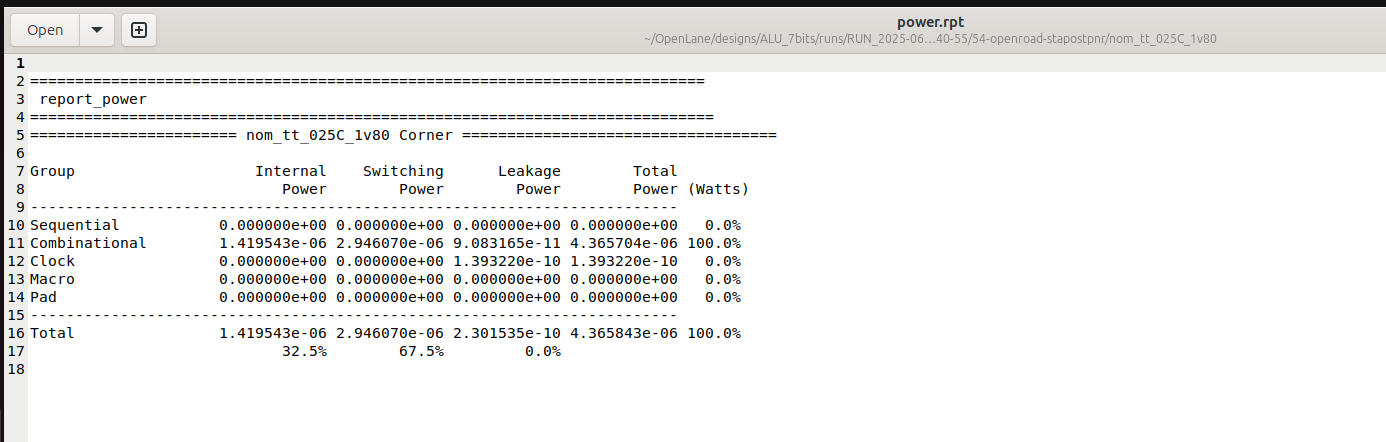 Open
power.rpt
~/OpenLane/designs/ALU_7bits/runs/RUN_2025-06…40-55/54-openroad-stapostpnr/nom_tt_025C_1v80
1
2 ===========================================================================
3 report_power
4 ============================================================================
5 ======================= nom_tt_025C_1v80 Corner ===================================
6
7 Group Internal Switching Leakage Total
8 Power Power Power Power (Watts)
9 ------------------------------------------------------------------------
10 Sequential 0.000000e+00 0.000000e+00 0.000000e+00 0.000000e+00 0.0%
11 Combinational 1.419543e-06 2.946070e-06 9.083165e-11 4.365704e-06 100.0%
12 Clock 0.000000e+00 0.000000e+00 1.393220e-10 1.393220e-10 0.0%
13 Macro 0.000000e+00 0.000000e+00 0.000000e+00 0.000000e+00 0.0%
14 Pad 0.000000e+00 0.000000e+00 0.000000e+00 0.000000e+00 0.0%
15 ------------------------------------------------------------------------
16 Total 1.419543e-06 2.946070e-06 2.301535e-10 4.365843e-06 100.0%
17 32.5% 67.5% 0.0%
18